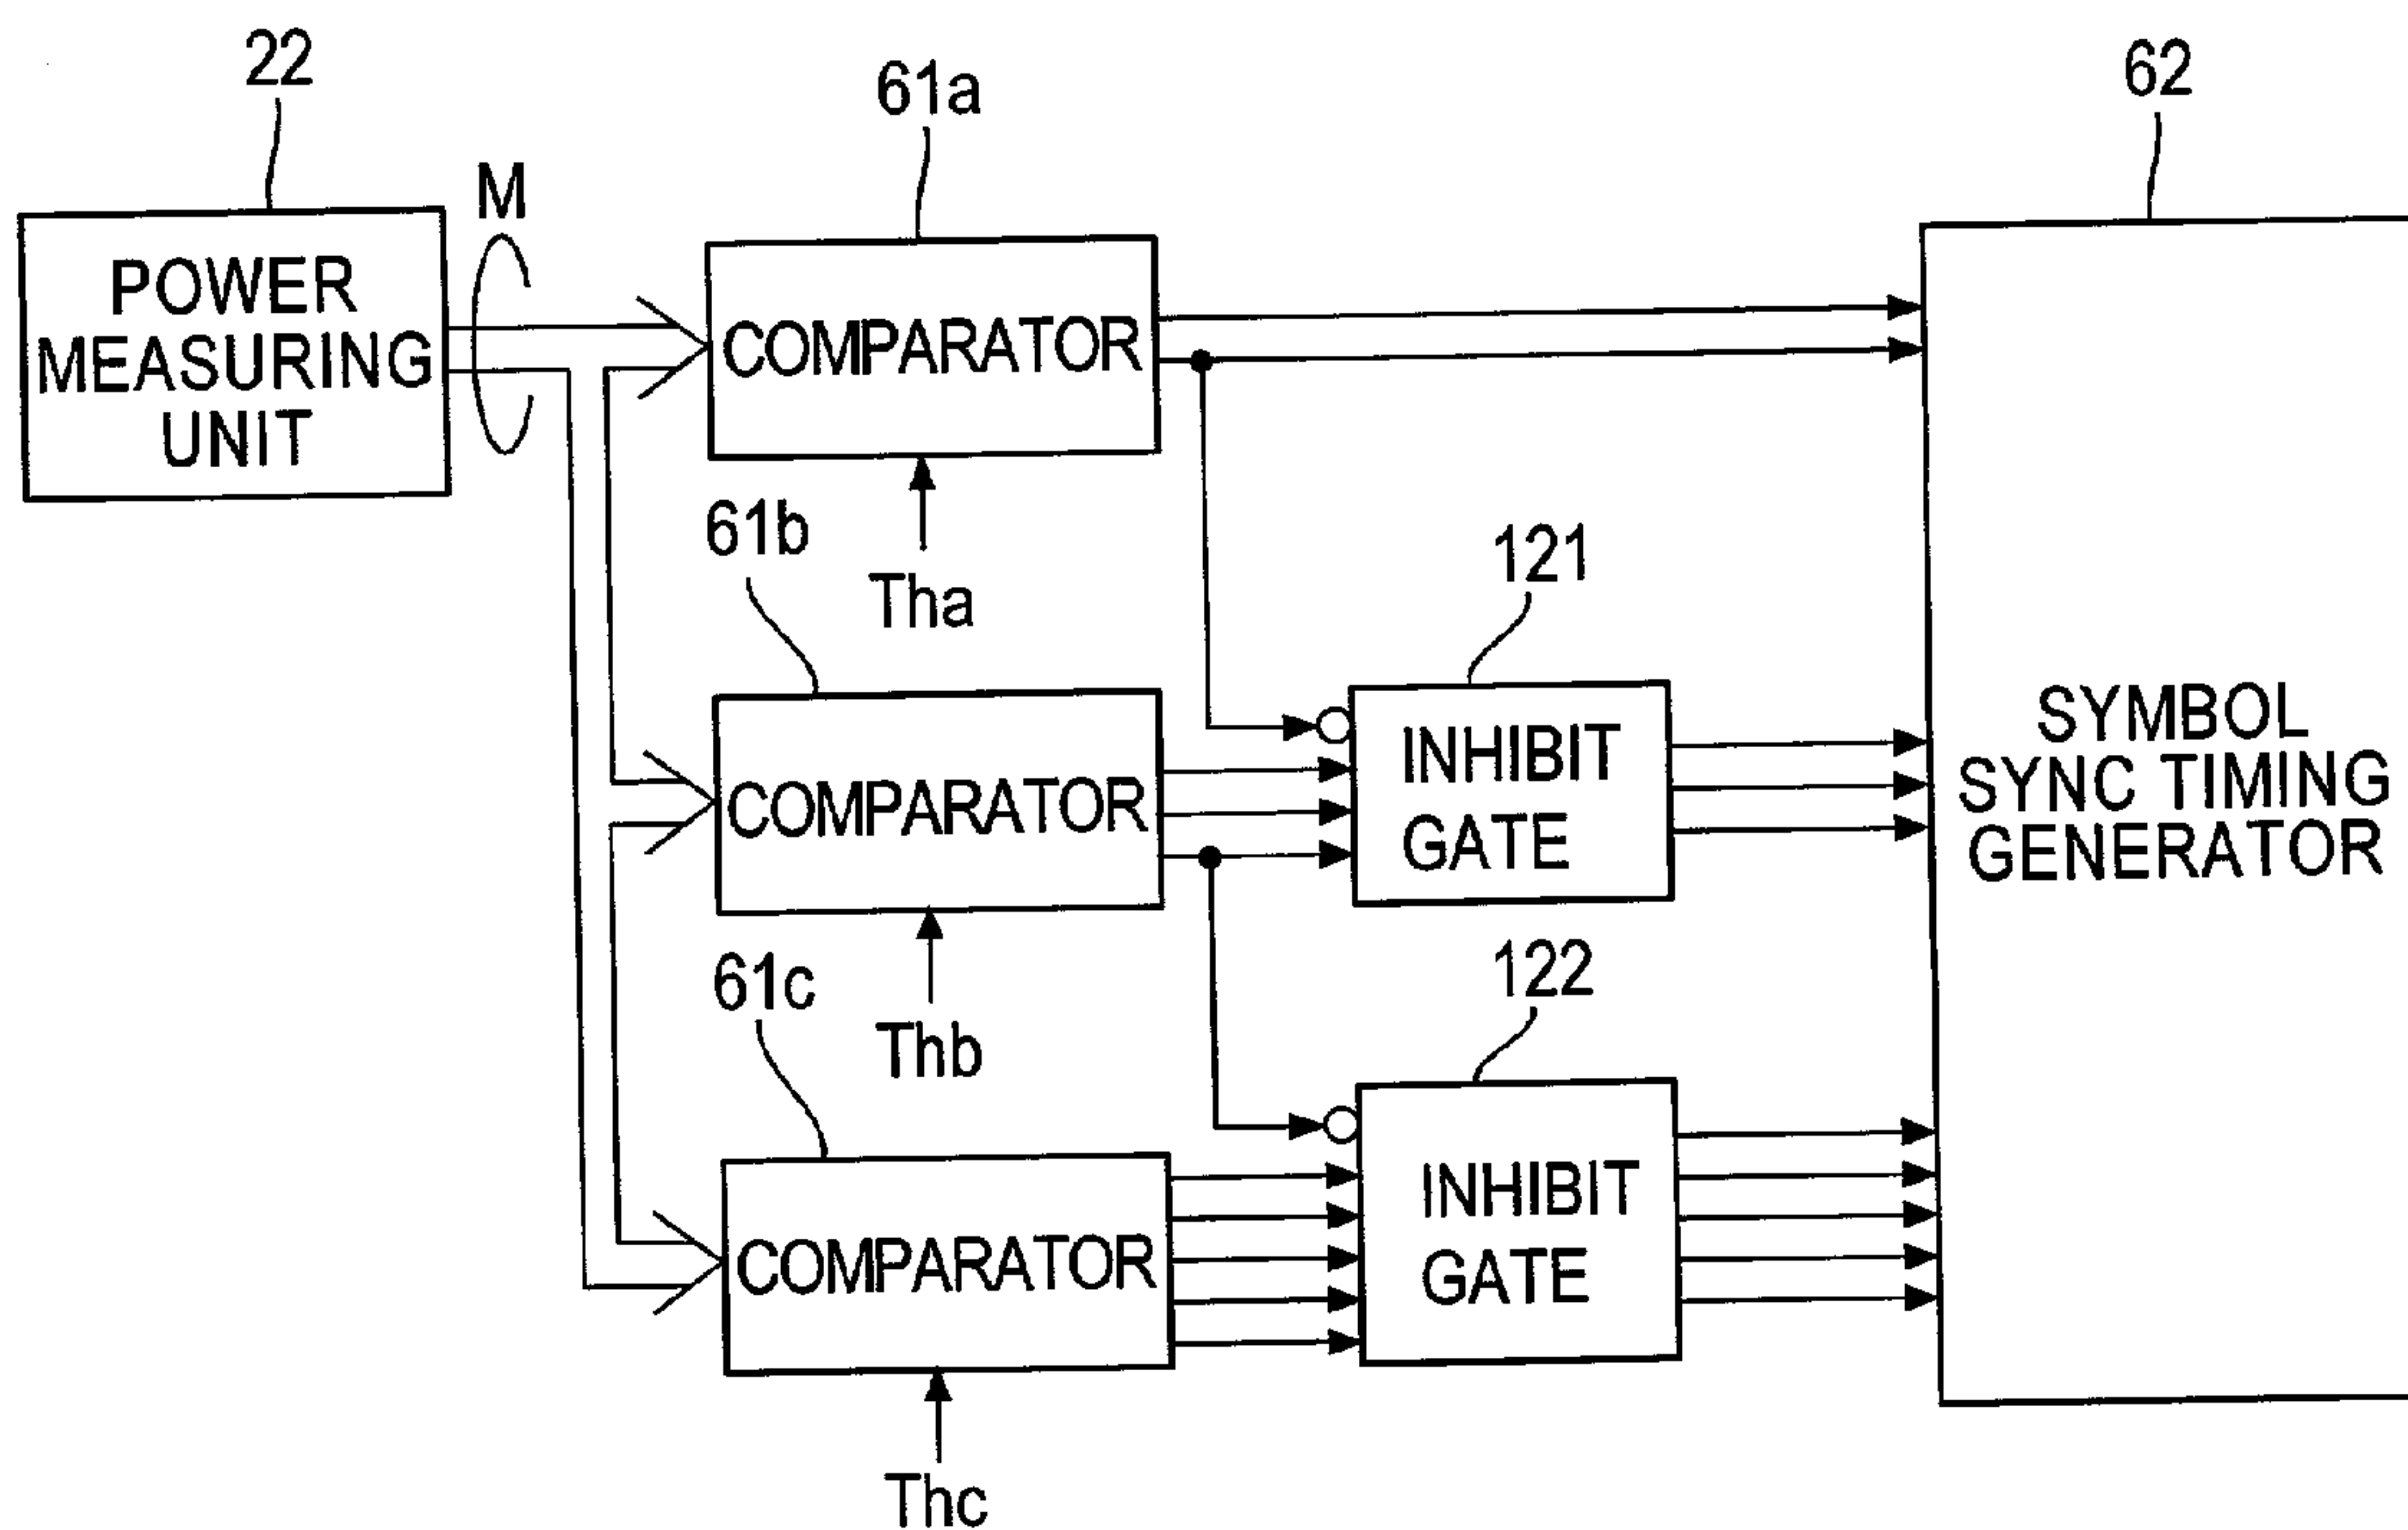 22
61a
62
M
POWER
MEASURING
UNIT
COMPARATOR
Tha
61b
121
COMPARATOR
INHIBIT
GATE
SYMBOL
SYNC TIMING
GENERATOR
Thb
61c
122
COMPARATOR
INHIBIT
GATE
Thc